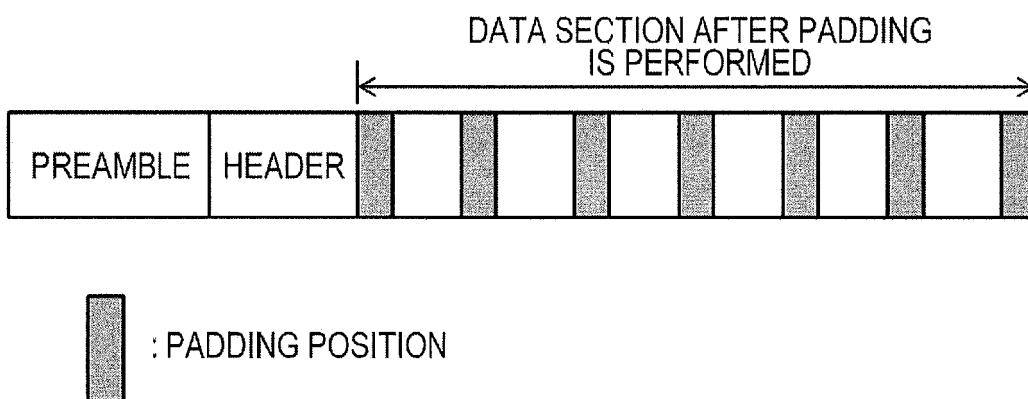 DATA SECTION AFTER PADDING
IS PERFORMED
PREAMBLE HEADER
: PADDING POSITION